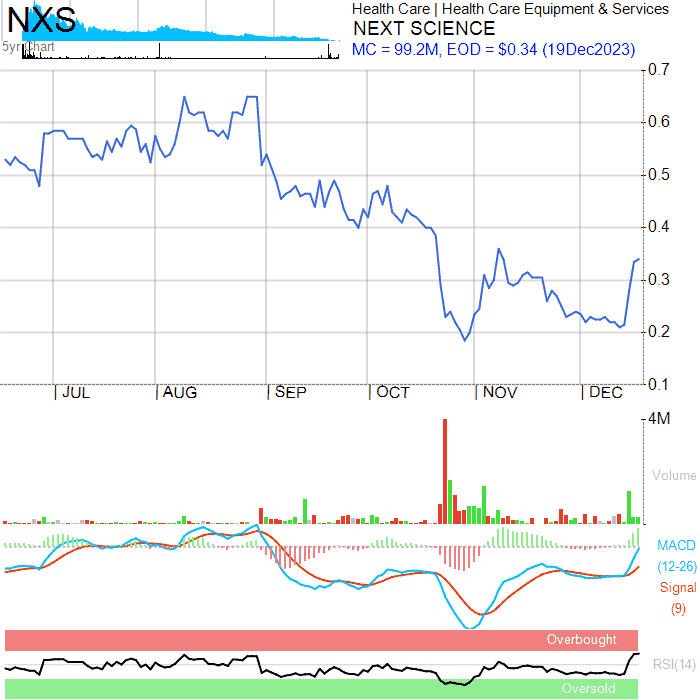 NXS
Health Care | Health Care Equipment & Services
NEXT SCIENCE
5yr Chart
MC = 99.2M, EOD = $0.34 (19Dec2023)
0.7
0.6
0.5
0.4
0.3
0.2
0.1
JUL AUG SEP OCT NOV DEC
4M
Volume
MACD
(12-26)
Signal
(9)
Overbought
RSI(14)
Oversold